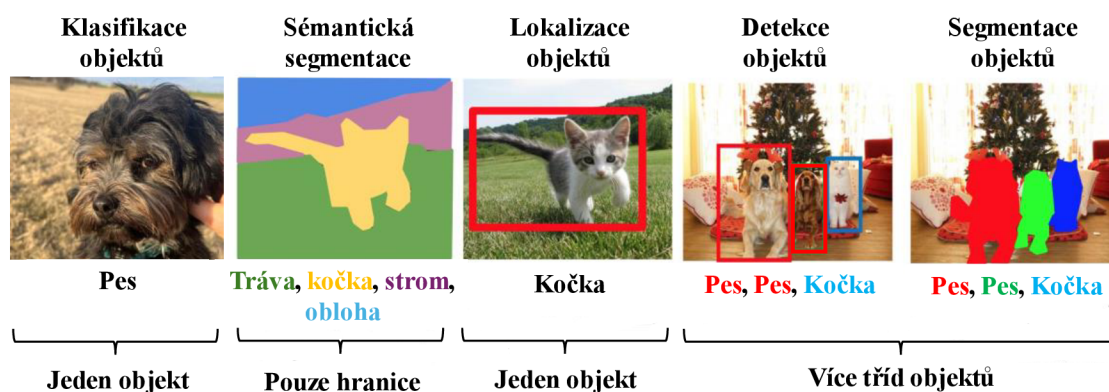 Klasifikace
objektů
Sémantická
segmentace
Lokalizace
objektů
Detekce
objektů
Segmentace
objektů
Pes
Tráva, kočka, strom,
obloha
Kočka
Pes, Pes, Kočka
Pes, Pes, Kočka
Jeden objekt
Pouze hranice
Jeden objekt
Více tříd objektů